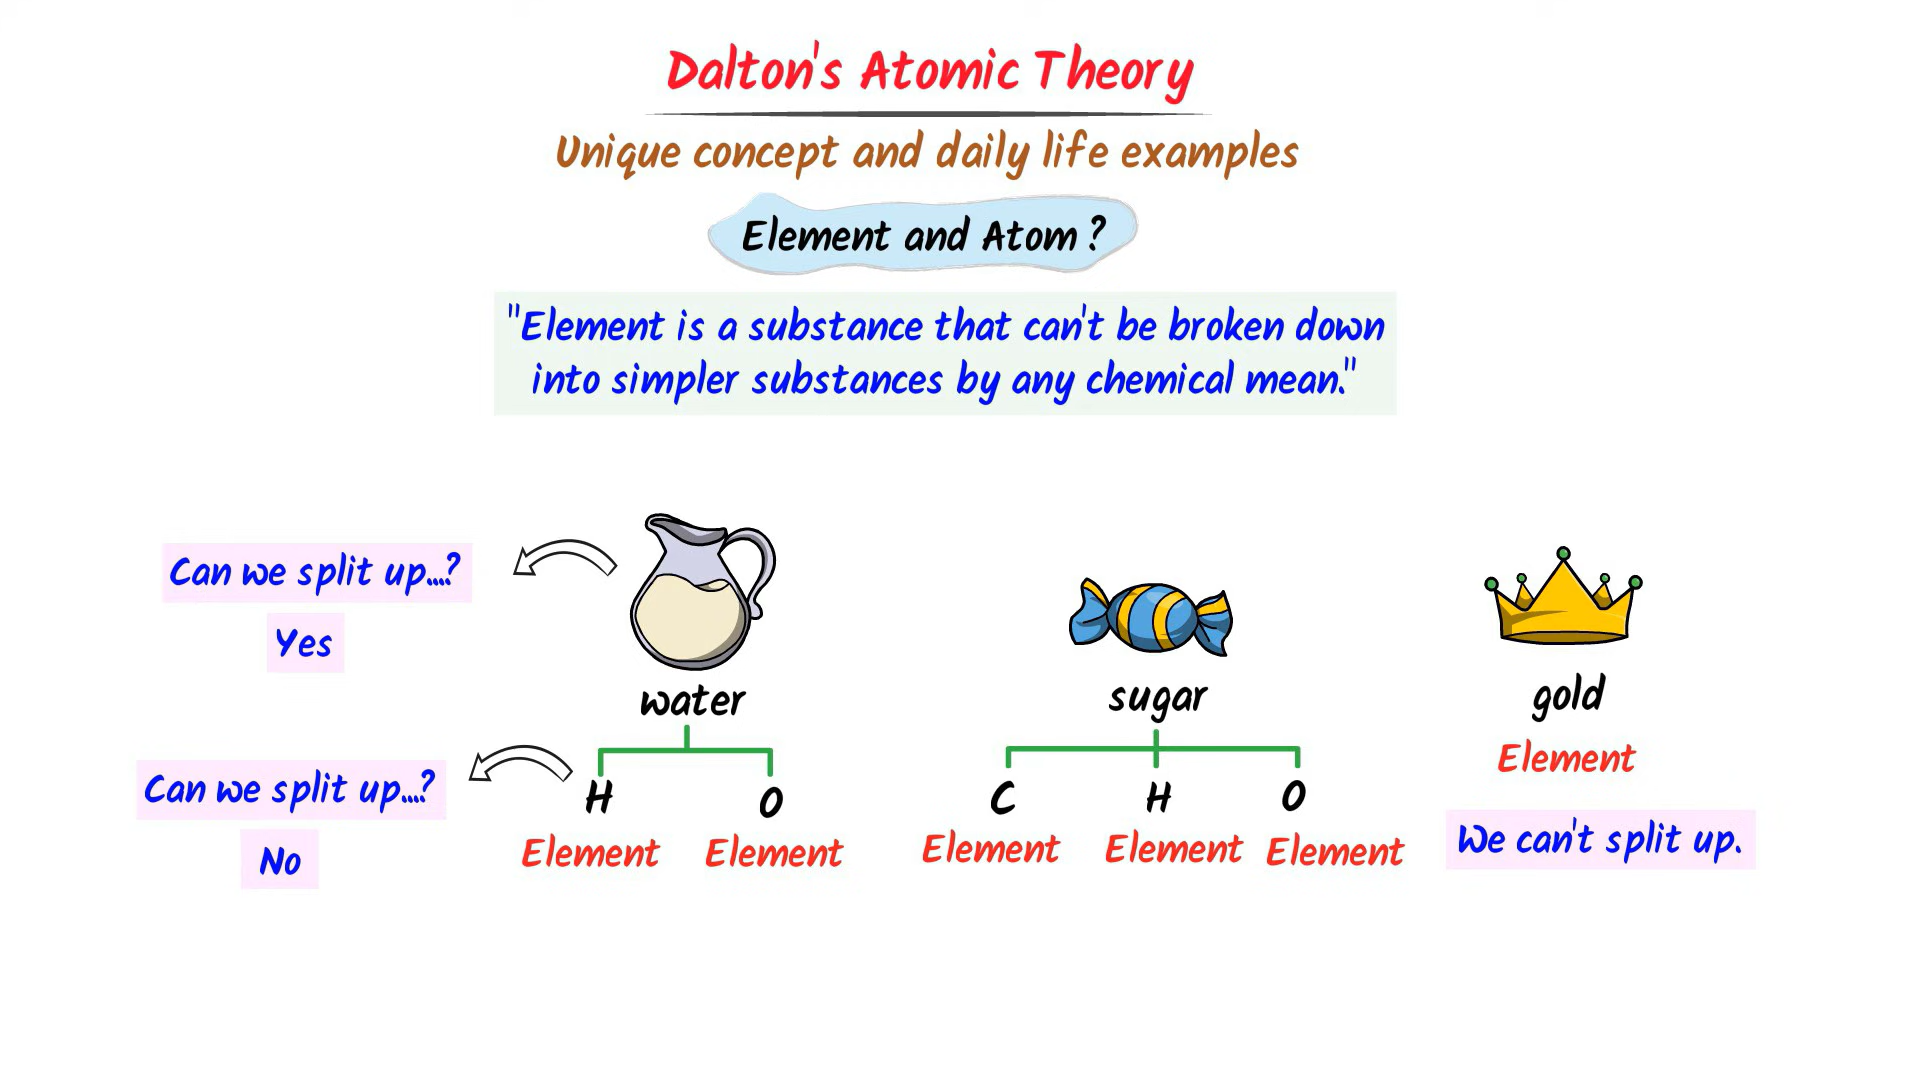 Dalton's Atomic Theory
Unique concept and daily life examples
Element and Atom ?
"Element is a substance that can't be broken down
into simpler substances by any chemical mean."
Can we split up....?
Yes
water
sugar
gold
Element
Can we split up....?
No
H
O
C
H
O
Element
Element
Element
Element
Element
We can't split up.